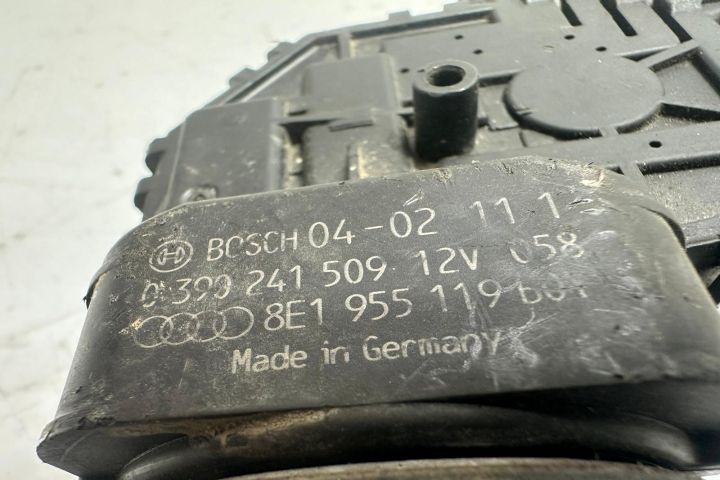 BOSCH 04-02 11 1
0 390 241 509 12V 058
8E1 955 119
Made in Germany